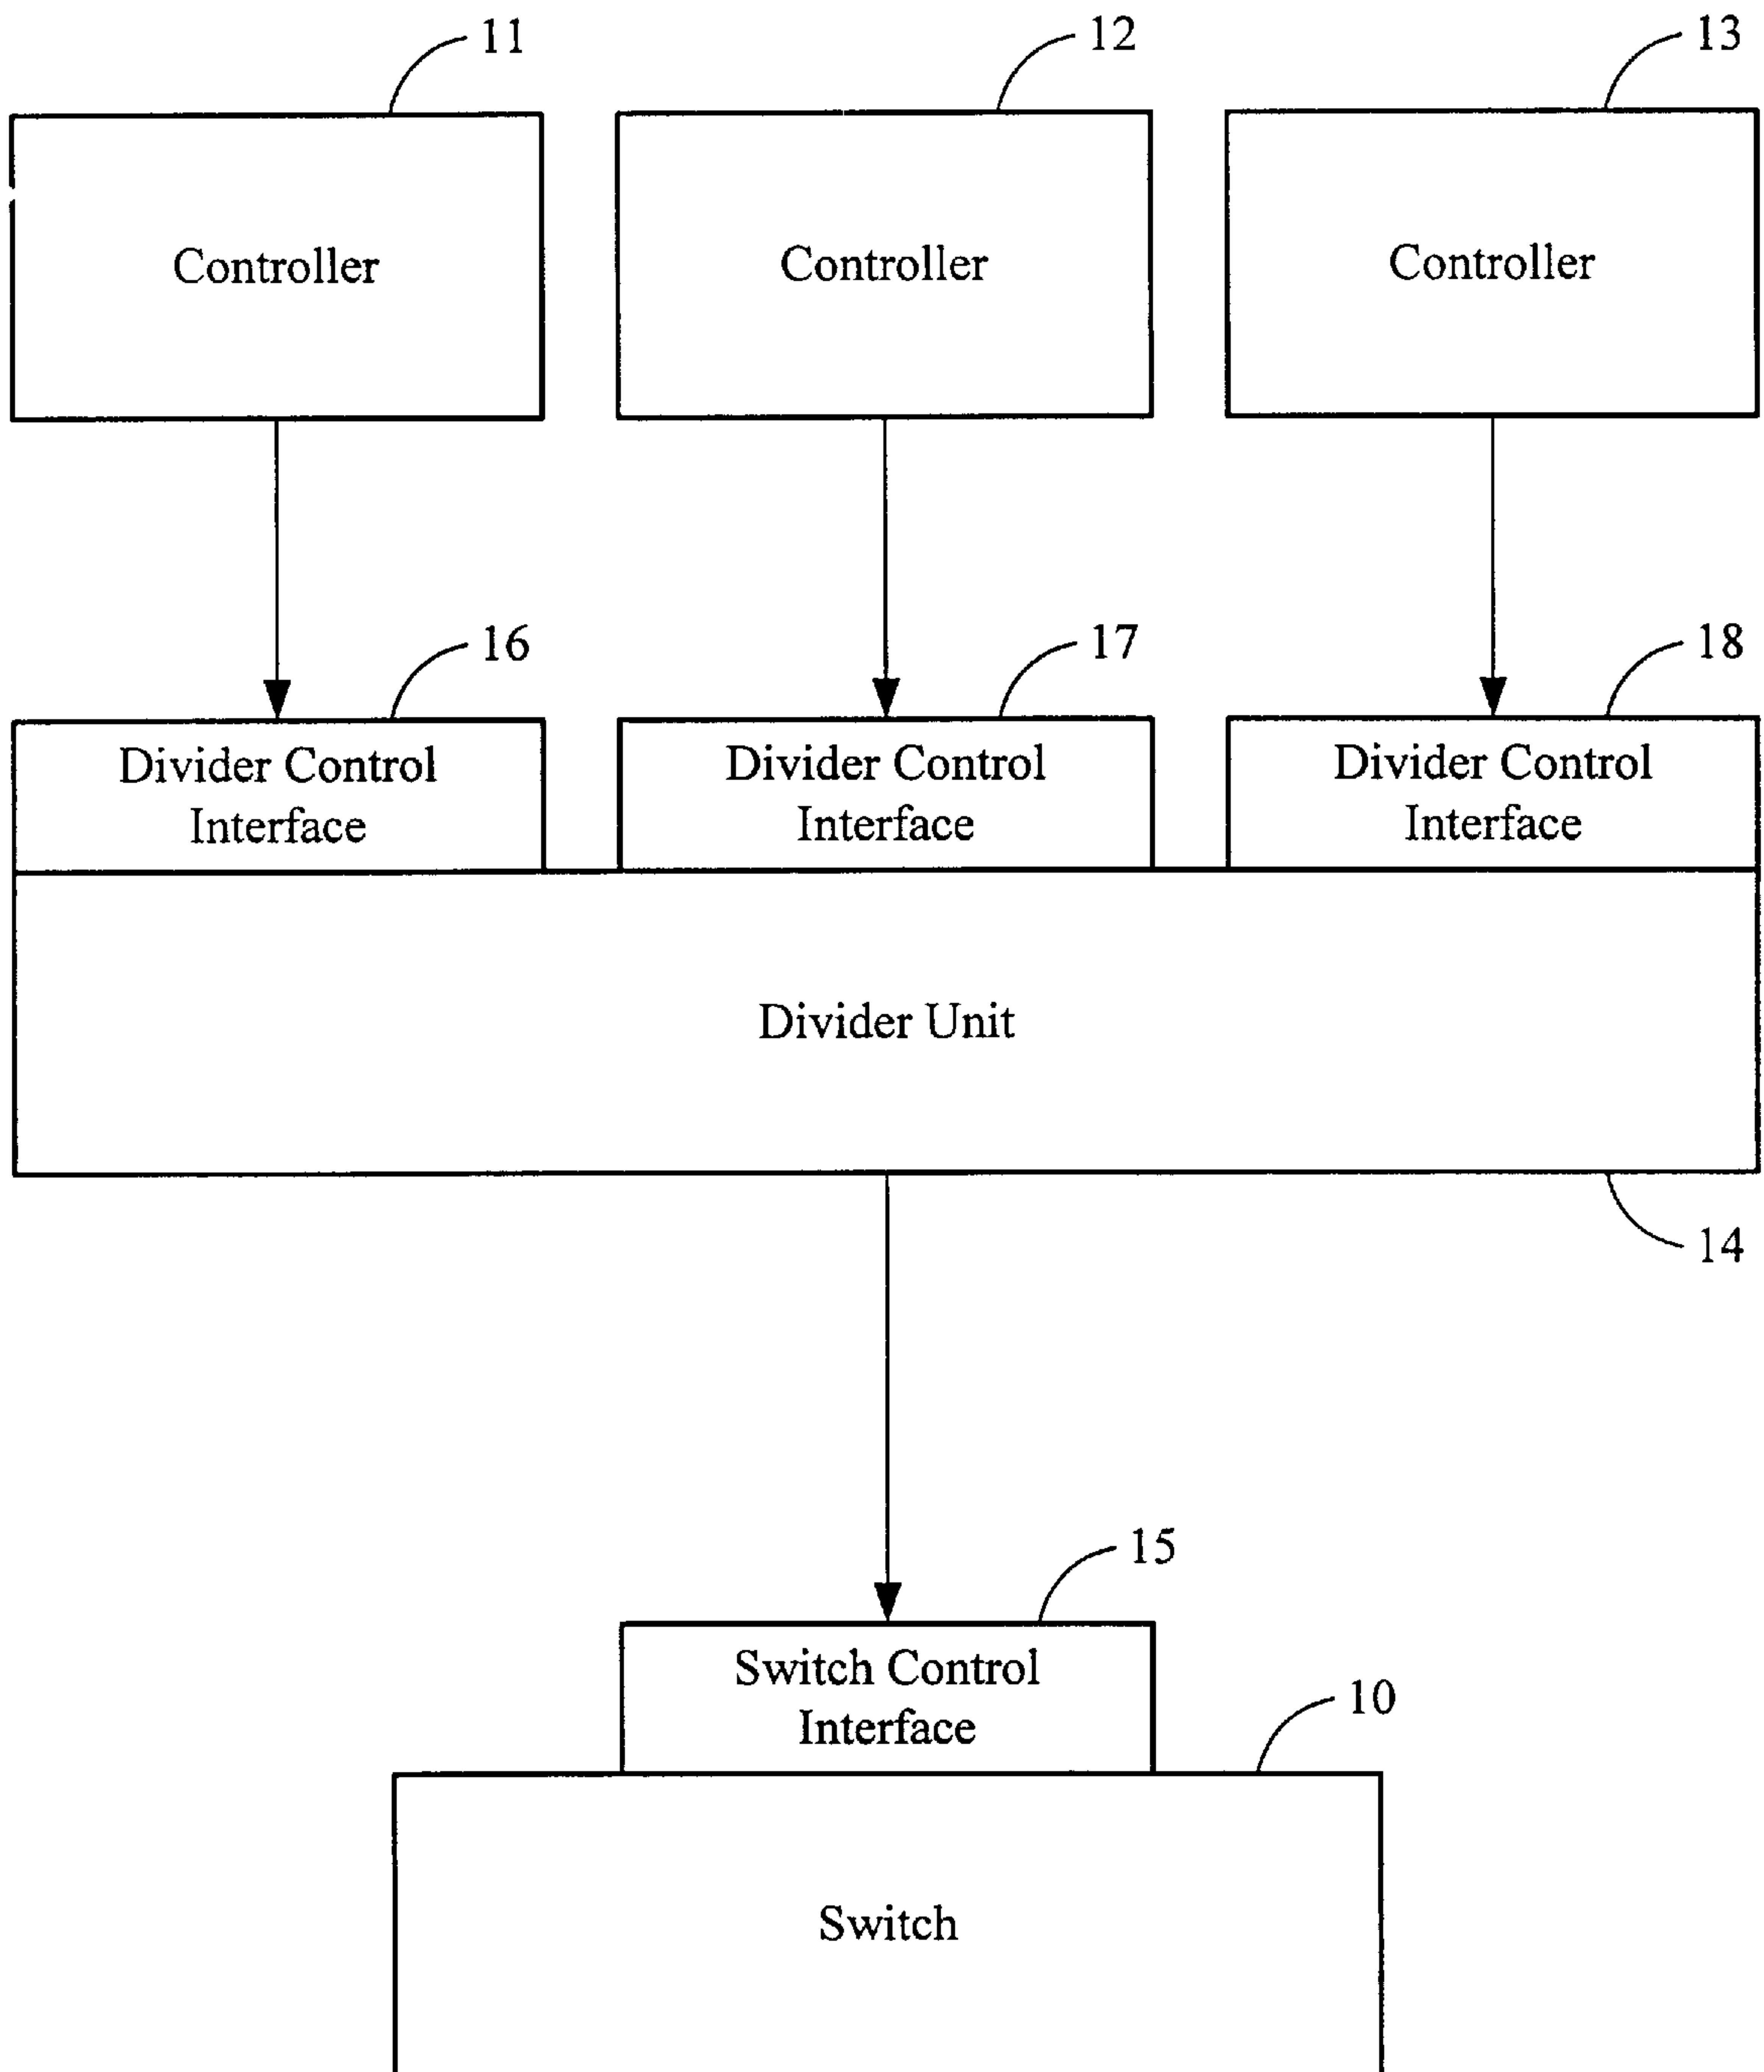 11
12
13
Controller
Controller
Controller
16
17
18
Divider Control
Interface
Divider Control
Interface
Divider Control
Interface
Divider Unit
14
15
Switch Control
Interface
10
Switch